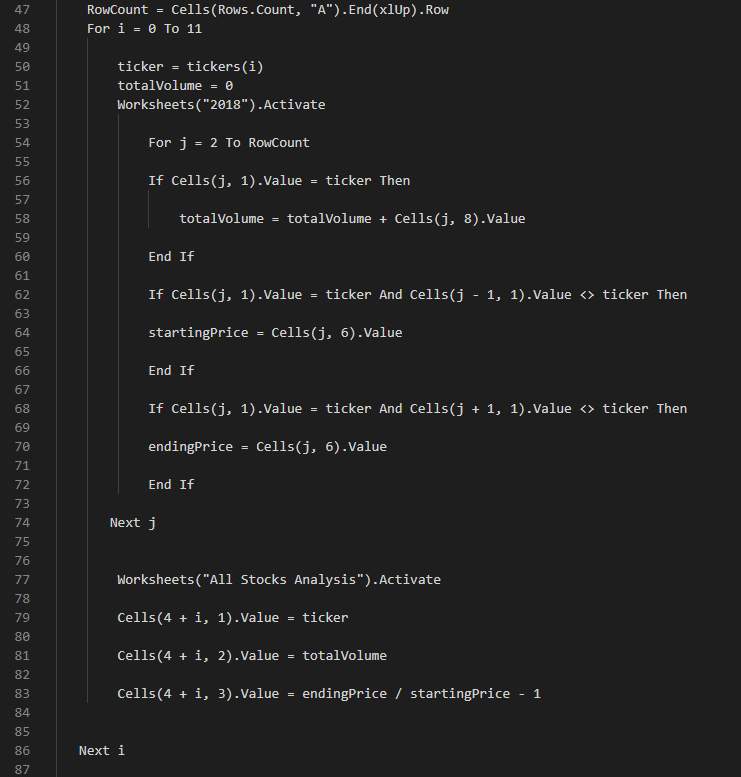 47 RowCount = Cells(Rows.Count, "A").End(xlUp).Row
48 For i = 0 To 11
49
50 ticker = tickers(i)
51 totalVolume = 0
52 Worksheets("2018").Activate
53
54 For j = 2 To RowCount
55
56 If Cells(j, 1).Value = ticker Then
57
58 totalVolume = totalVolume + Cells(j, 8).Value
59
60 End If
61
62 If Cells(j, 1).Value = ticker And Cells(j - 1, 1).Value <> ticker Then
63
64 startingPrice = Cells(j, 6).Value
65
66 End If
67
68 If Cells(j, 1).Value = ticker And Cells(j + 1, 1).Value <> ticker Then
69
70 endingPrice = Cells(j, 6).Value
71
72 End If
73
74 Next j
75
76
77 Worksheets("All Stocks Analysis").Activate
78
79 Cells(4 + i, 1).Value = ticker
80
81 Cells(4 + i, 2).Value = totalVolume
82
83 Cells(4 + i, 3).Value = endingPrice / startingPrice - 1
84
85
86 Next i
87